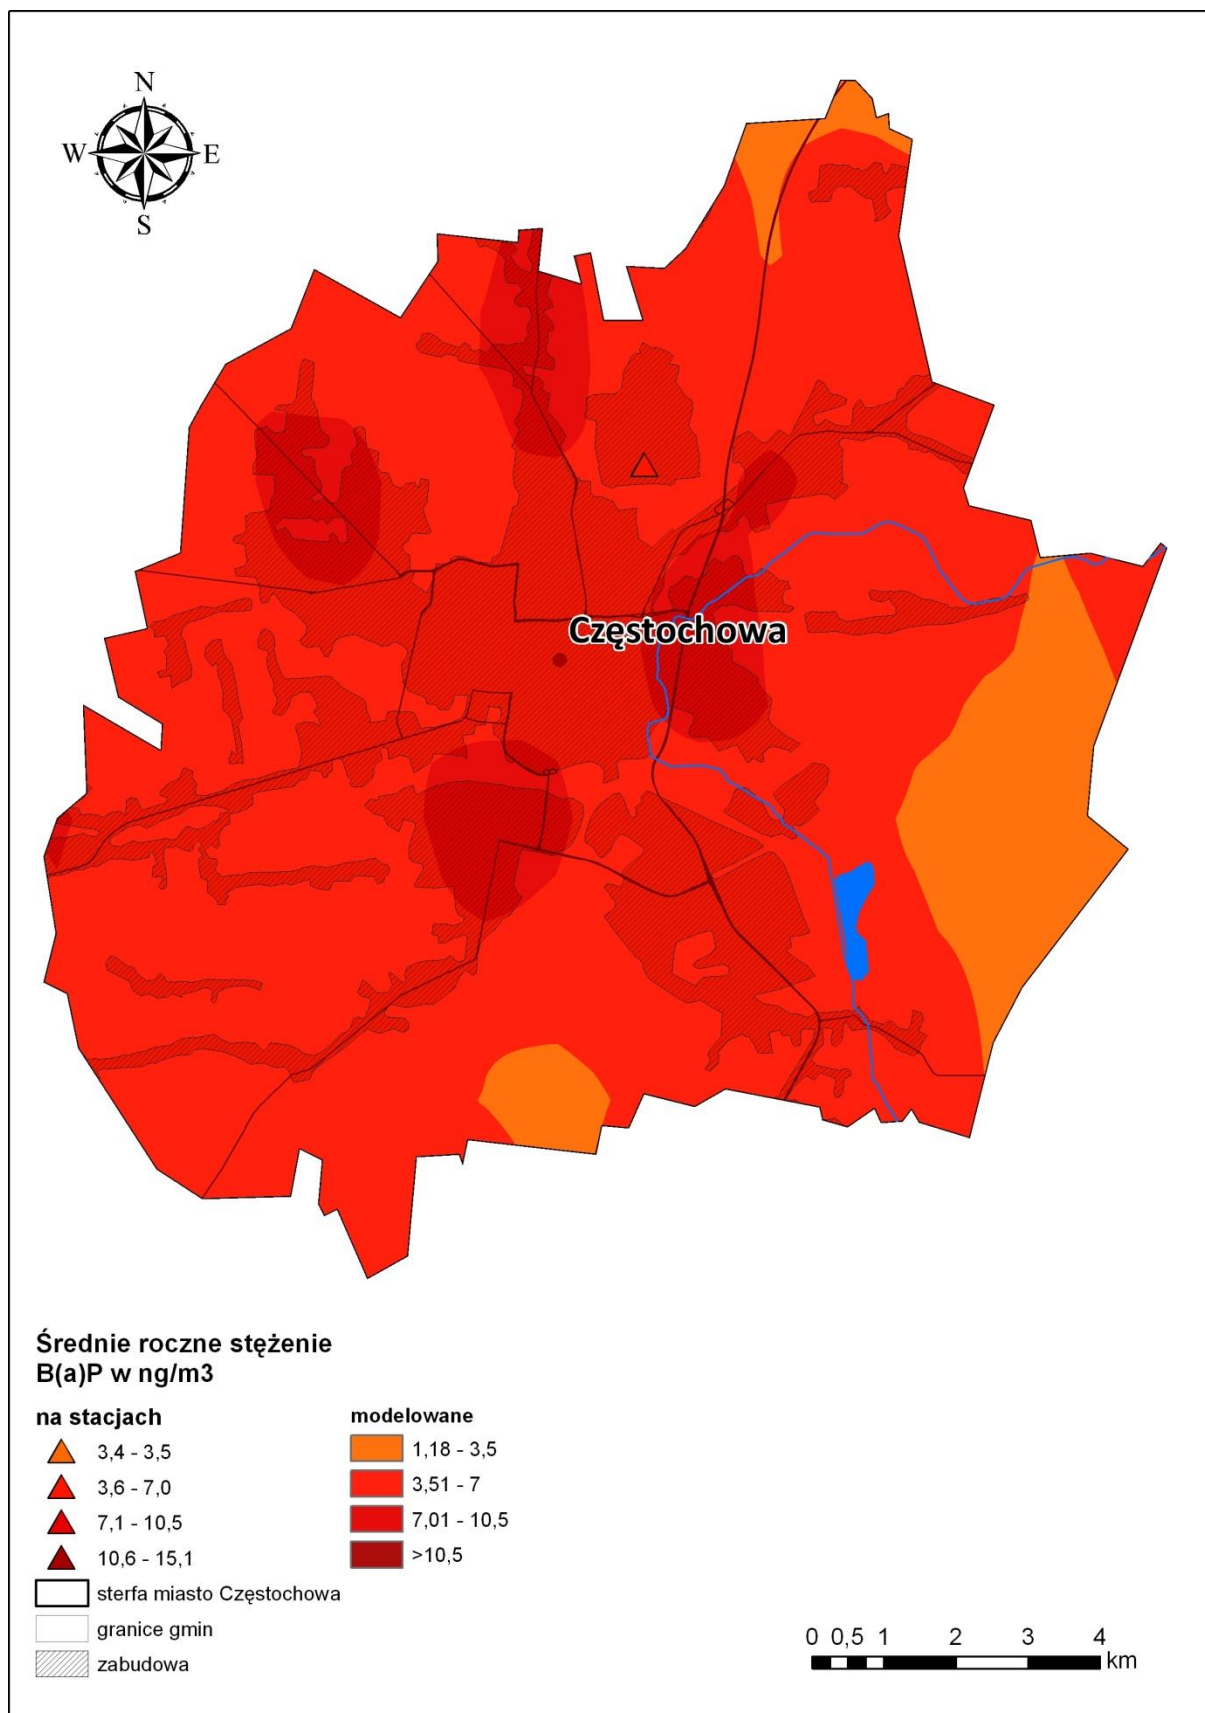 N
W E
S
Częstochowa
Średnie roczne stężenie
B(a)P w ng/m3
na stacjach
3,4 - 3,5
3,6 - 7,0
7,1 - 10,5
10,6 - 15,1
sterfa miasto Częstochowa
granice gmin
zabudowa
modelowane
1,18 - 3,5
3,51 - 7
7,01 - 10,5
>10,5
0 0,5 1 2 3 4
km